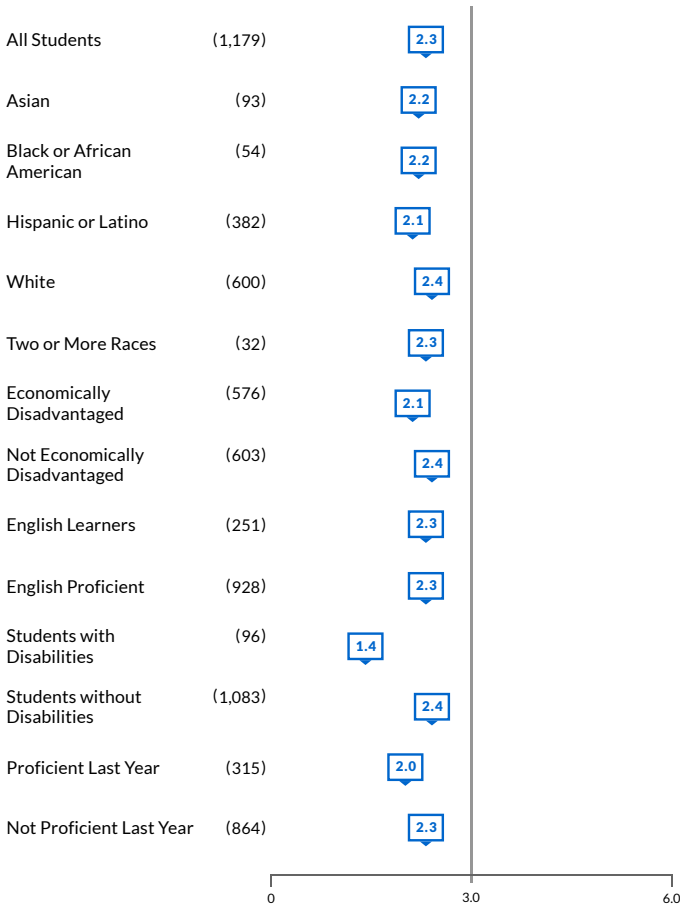 All Students (1,179) 2.3
Asian (93) 2.2
Black or African
American (54) 2.2
Hispanic or Latino (382) 2.1
White (600) 2.4
Two or More Races (32) 2.3
Economically
Disadvantaged (576) 2.1
Not Economically
Disadvantaged (603) 2.4
English Learners (251) 2.3
English Proficient (928) 2.3
Students with
Disabilities (96) 1.4
Students without
Disabilities (1,083) 2.4
Proficient Last Year (315) 2.0
Not Proficient Last Year (864) 2.3
0 3.0 6.0